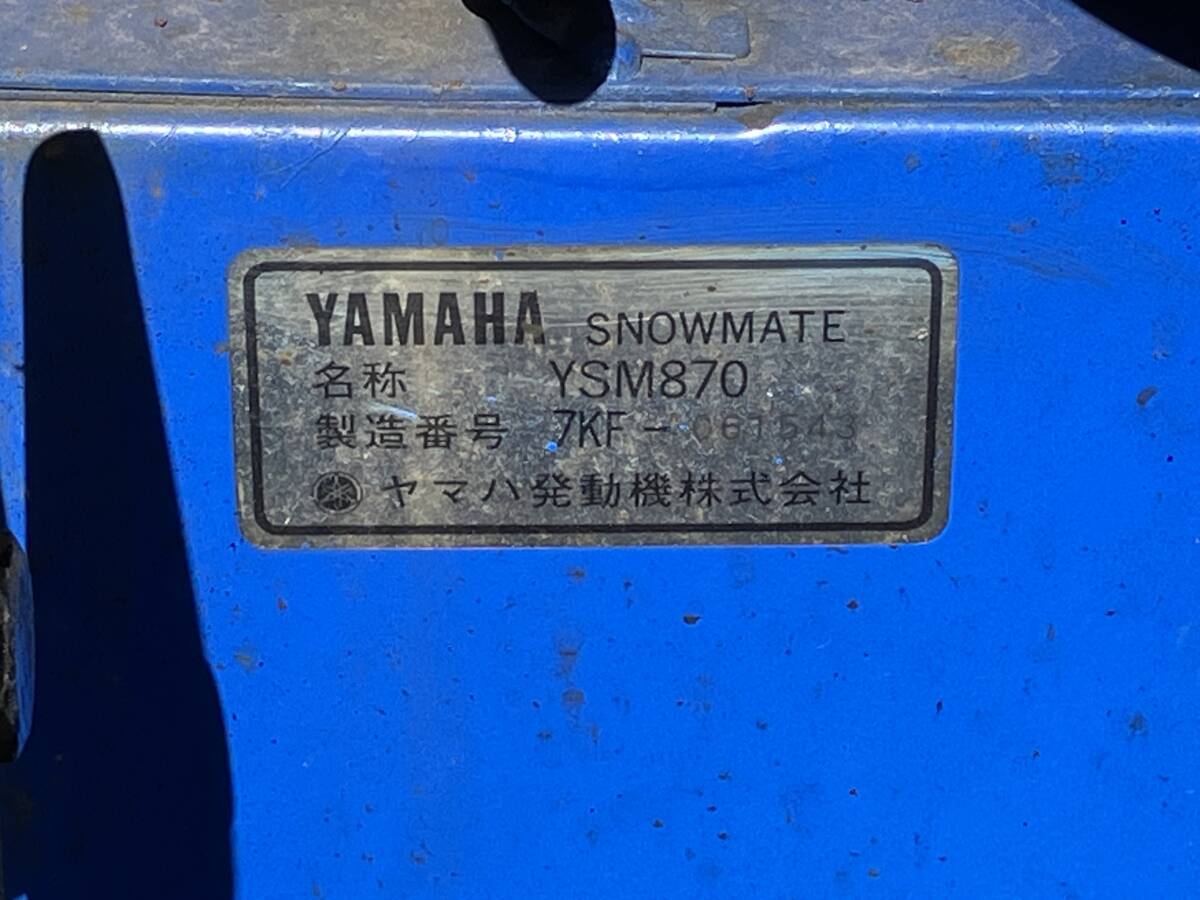 YAMAHA SNOWMATE
名称 YSM870
製造番号 7KF-061543
ヤマハ発動機株式会社